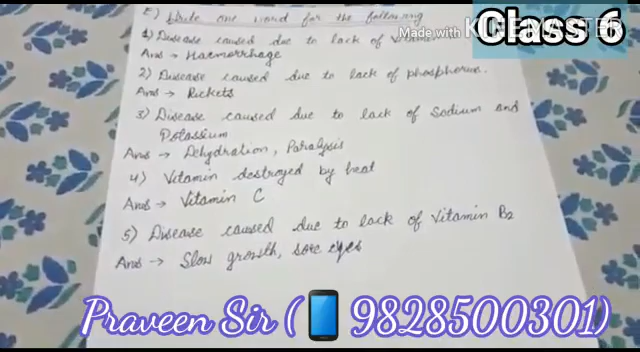 E) Write one word for the following
Made with KINEMASTER
Class 6
1) Disease caused due to lack of
Ans → Haemorrhage
2) Disease caused due to lack of phosphorus.
Ans → Rickets
3) Disease caused due to lack of Sodium and
Potassium
Ans → Dehydration, Paralysis
4) Vitamin destroyed by heat
Ans → Vitamin C
5) Disease caused due to lack of Vitamin B2
Ans → Slow growth, sore eyes
Praveen Sir (📱 9828500301)